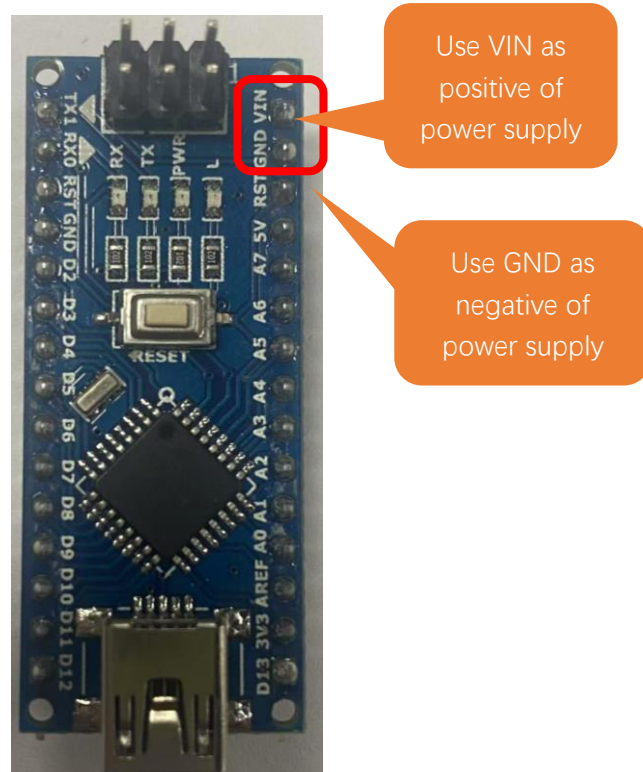 Use VIN as
positive of
power supply
Use GND as
negative of
power supply
TX1
RX0
RST
GND
D2
D3
D4
D5
D6
D7
D8
D9
D10
D11
D12
RX
TX
PWR
L
RESET
VIN
GND
RST
5V
A7
A6
A5
A4
A3
A2
A1
A0
AREF
3V3
D13
102
102